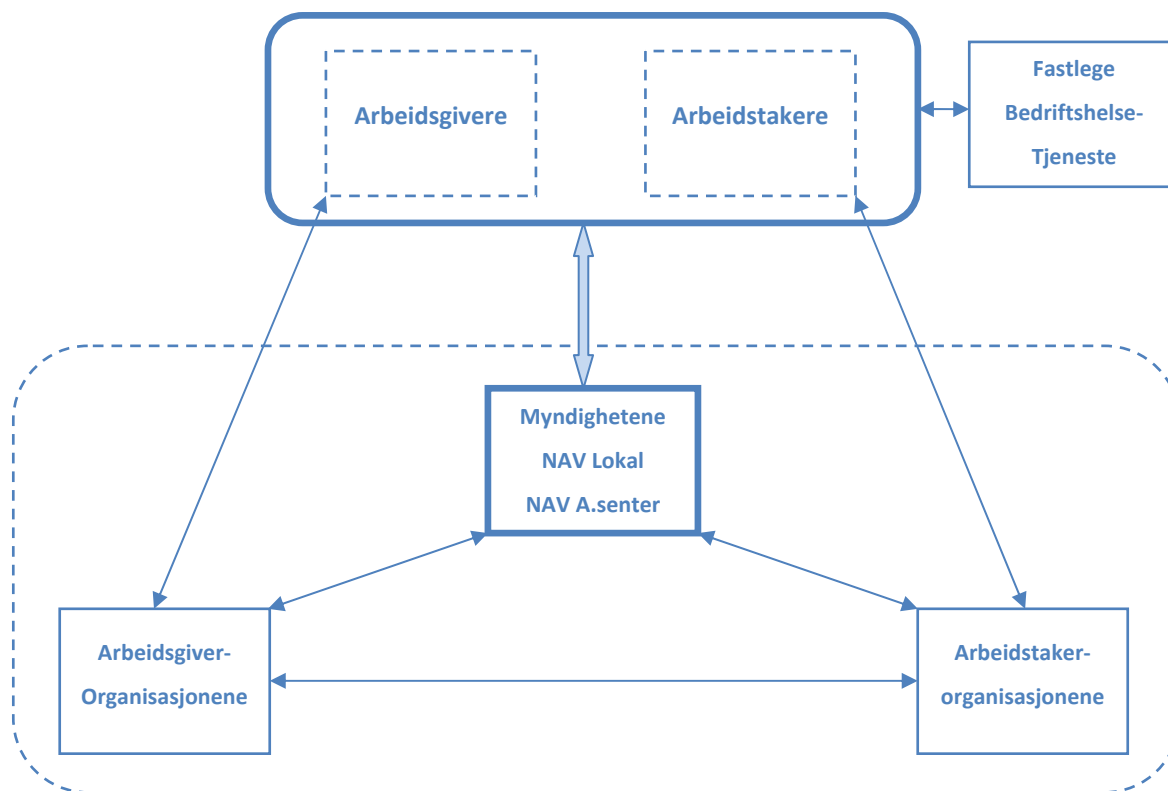 Arbeidsgivere
Arbeidstakere
Fastlege
Bedriftshelse-
Tjeneste
Myndighetene
NAV Lokal
NAV A.senter
Arbeidsgiver-
Organisasjonene
Arbeidstaker-
organisasjonene